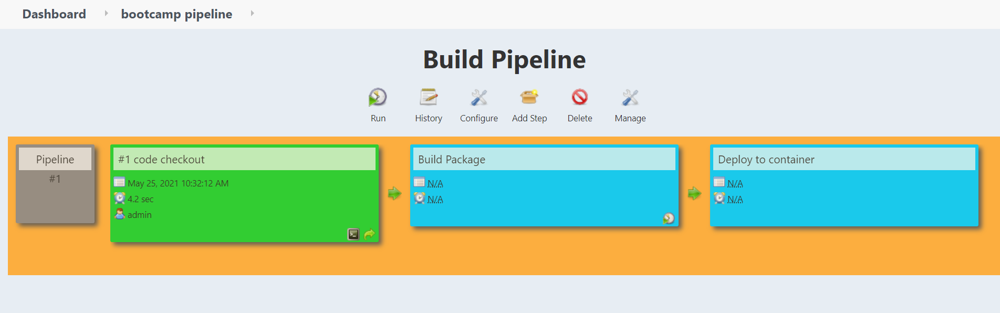 Dashboard
bootcamp pipeline
Build Pipeline
Run
History
Configure
Add Step
Delete
Manage
Pipeline
#1
#1 code checkout
May 25, 2021 10:32:12 AM
4.2 sec
admin
Build Package
N/A
N/A
Deploy to container
N/A
N/A